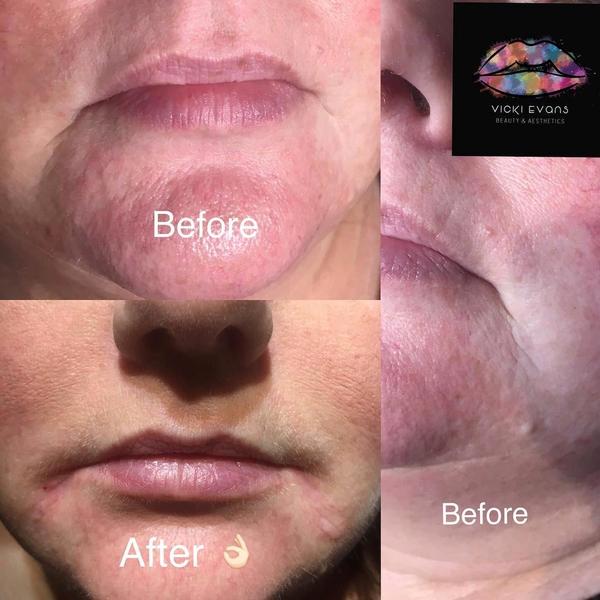 VICKI EVANS
BEAUTY & AESTHETICS
Before
After 👌🏻
Before